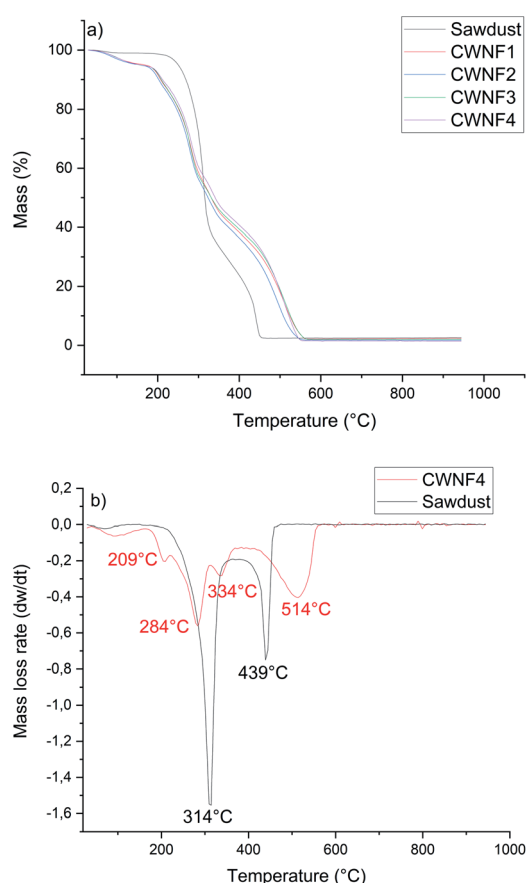 a)
Sawdust
CWNF1
CWNF2
CWNF3
CWNF4
100
80
60
40
20
0
Mass (%)
200 400 600 800 1000
Temperature (°C)
b)
CWNF4
Sawdust
0,2
0,0
-0,2
-0,4
-0,6
-0,8
-1,0
-1,2
-1,4
-1,6
Mass loss rate (dw/dt)
209°C
334°C
284°C
514°C
439°C
314°C
200 400 600 800 1000
Temperature (°C)